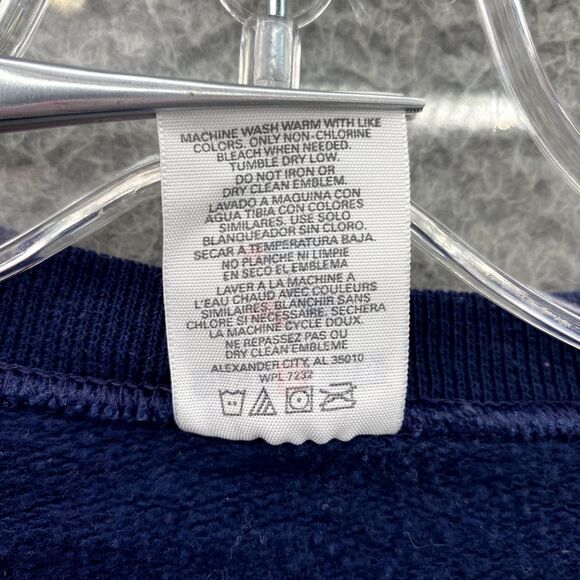 MACHINE WASH WARM WITH LIKE
COLORS. ONLY NON-CHLORINE
BLEACH WHEN NEEDED.
TUMBLE DRY LOW.
DO NOT IRON OR
DRY CLEAN EMBLEM.
LAVADO A MAQUINA CON
AGUA TIBIA CON COLORES
SIMILARES. USE SOLO
BLANQUEADOR SIN CLORO.
SECAR A TEMPERATURA BAJA.
NO PLANCHE NI LIMPIE
EN SECO EL EMBLEMA
LAVER A LA MACHINE A
L'EAU CHAUD AVEC COULEURS
SIMILAIRES, BLANCHIR SANS
CHLORE SI NECESSAIRE, SECHERA
LA MACHINE CYCLE DOUX.
NE REPASSEZ PAS OU
DRY CLEAN EMBLEME
ALEXANDER CITY, AL 35010
WPL 7232